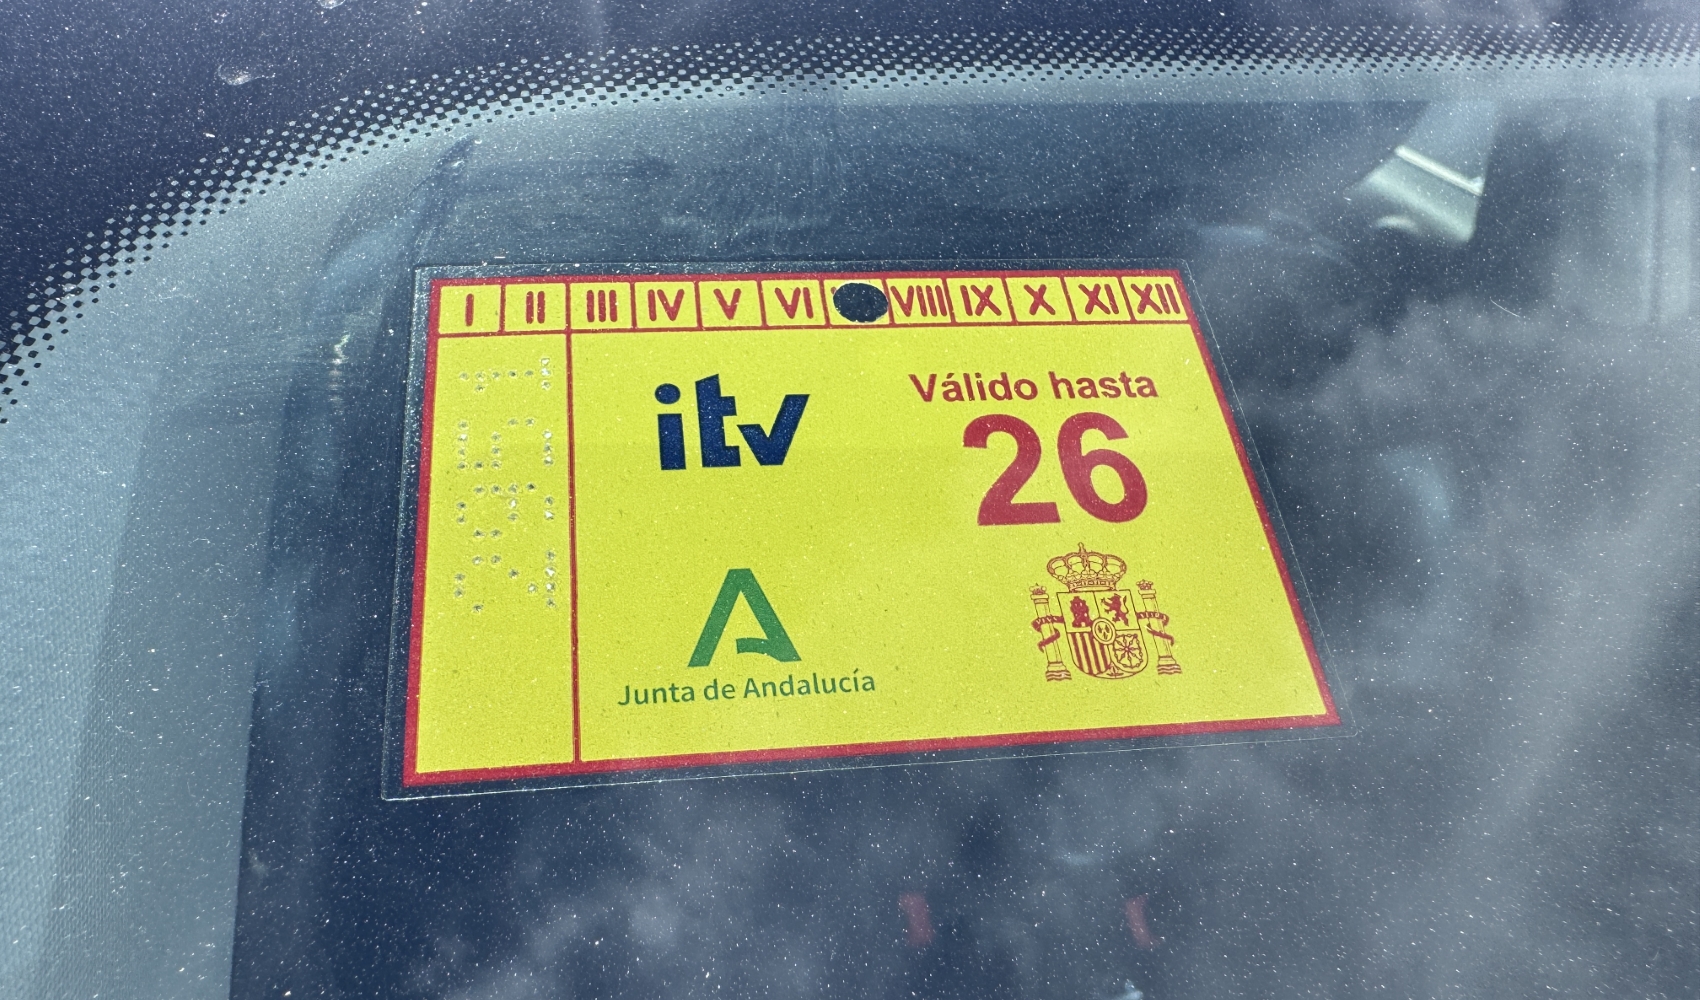 I II III IV V VI VIII IX X XI XII
itv
Válido hasta
26
Junta de Andalucía